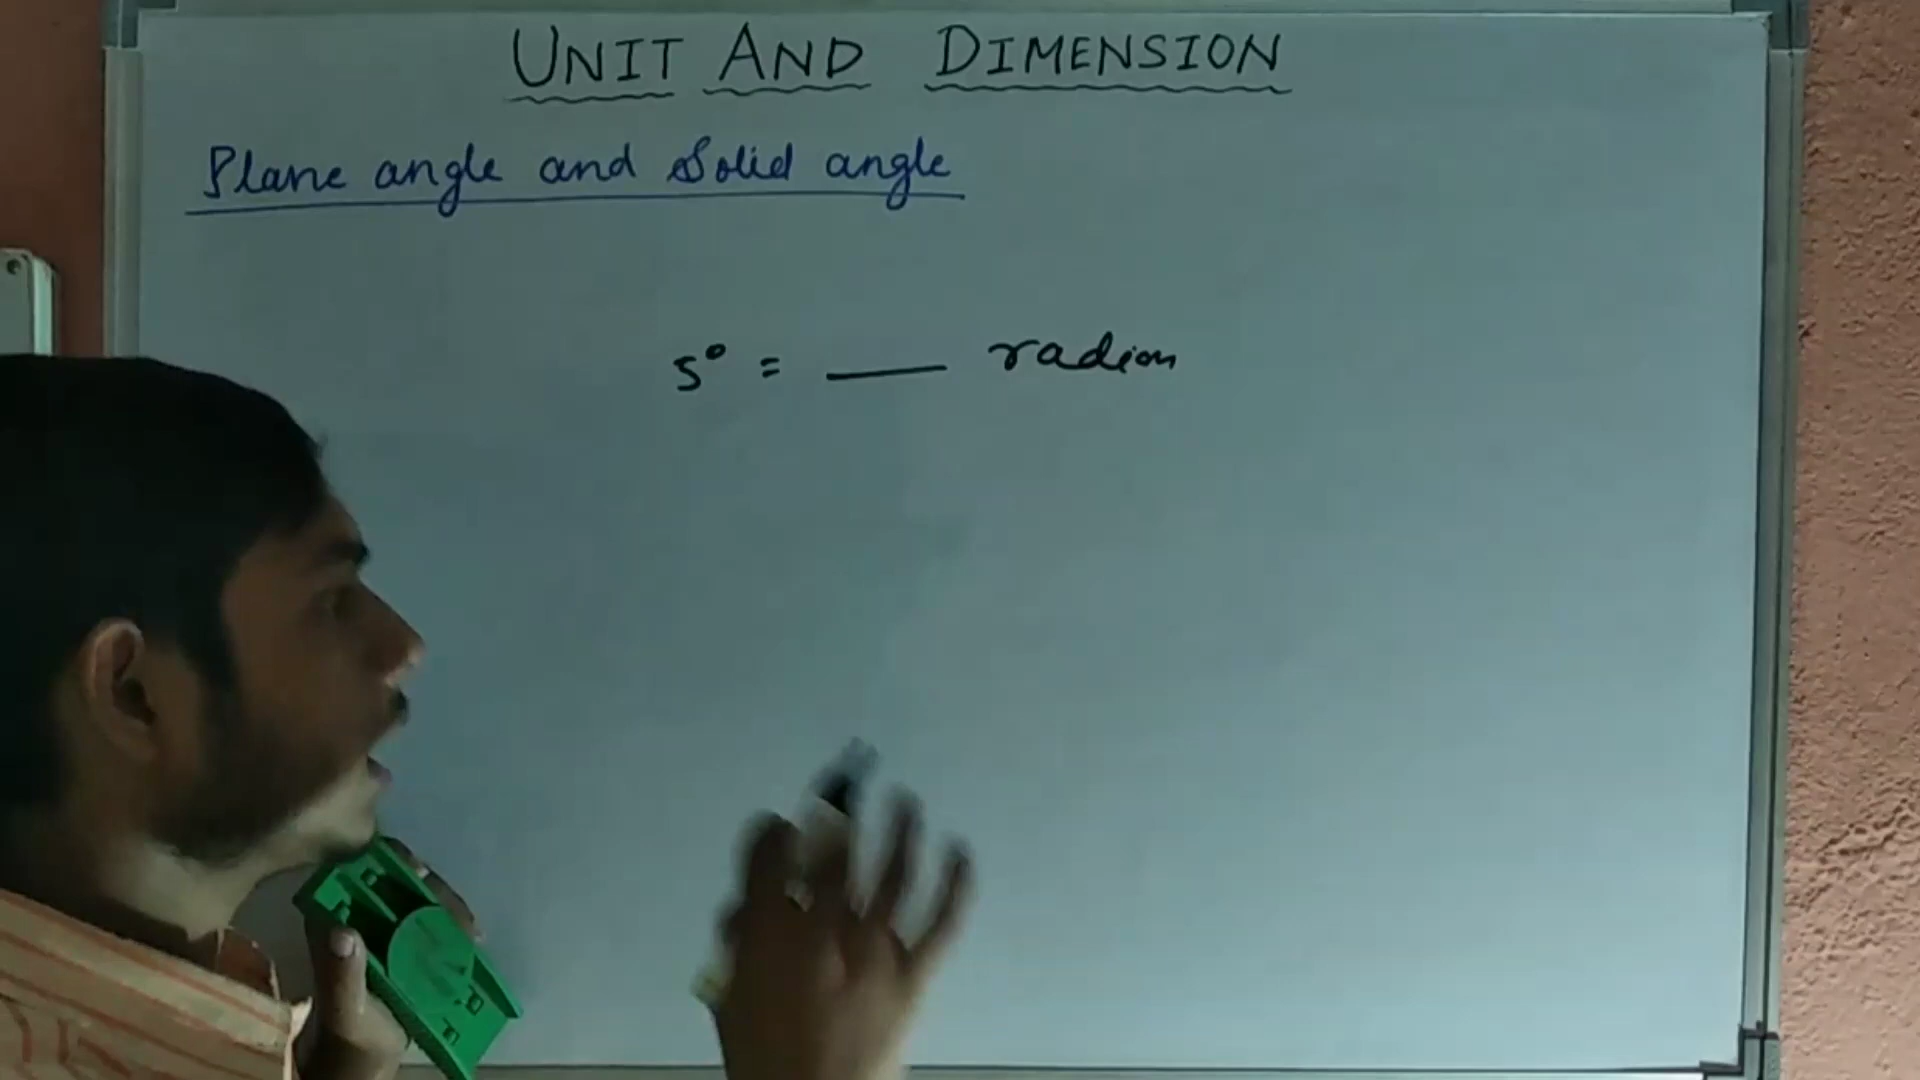 UNIT AND DIMENSION
Plane angle and Solid angle
5° = ___ radian